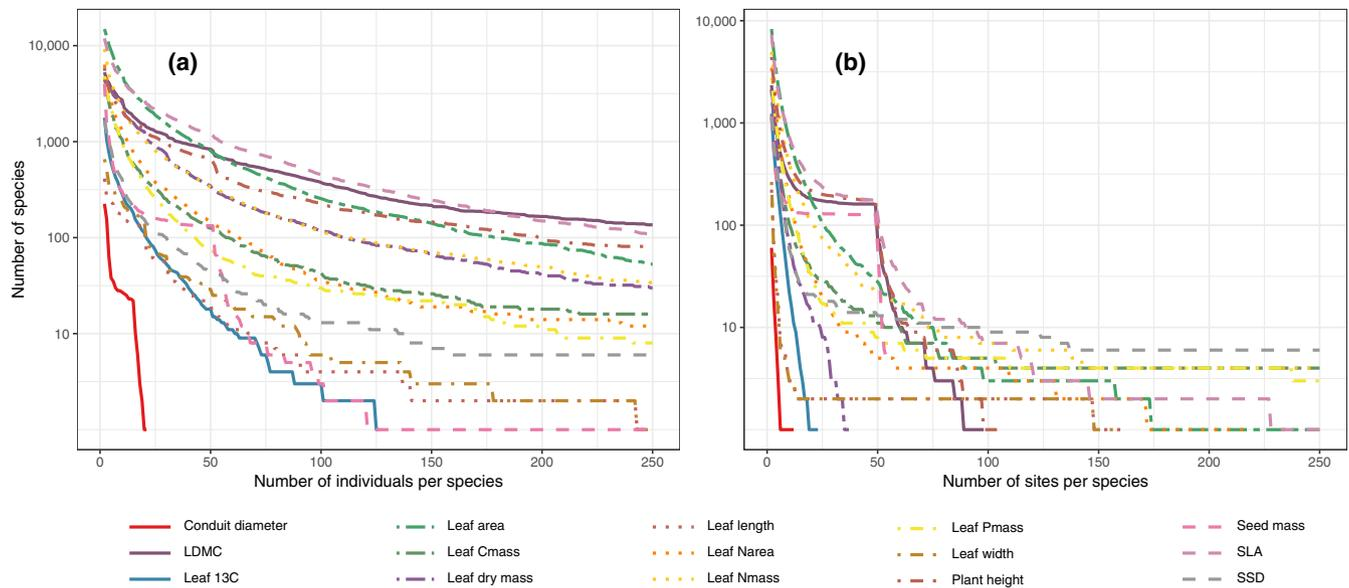 (a)
10,000
1,000
100
10
Number of species
0 50 100 150 200 250
Number of individuals per species
(b)
10,000
1,000
100
10
0 50 100 150 200 250
Number of sites per species
Conduit diameter
LDMC
Leaf 13C
Leaf area
Leaf Cmass
Leaf dry mass
Leaf length
Leaf Narea
Leaf Nmass
Leaf Pmass
Leaf width
Plant height
Seed mass
SLA
SSD